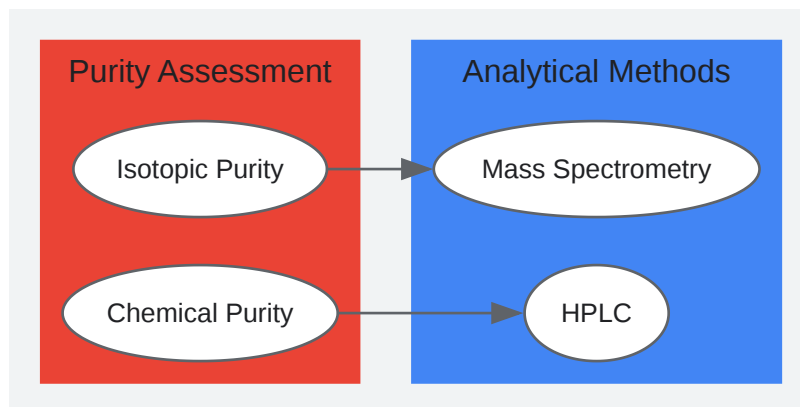 Purity Assessment
Analytical Methods
Isotopic Purity
Mass Spectrometry
Chemical Purity
HPLC